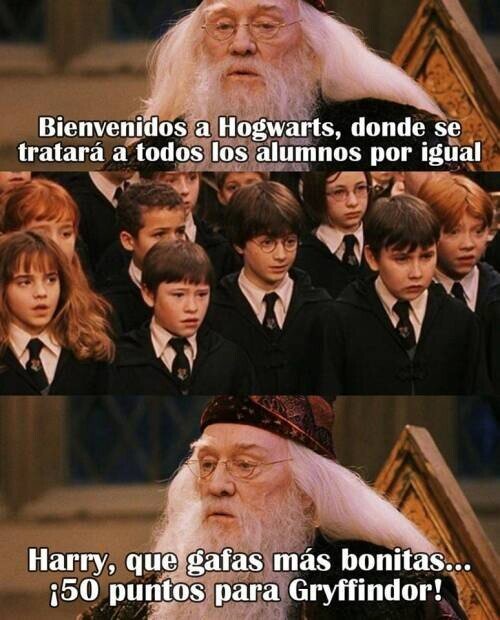 Bienvenidos a Hogwarts, donde se
tratará a todos los alumnos por igual
Harry, que gafas más bonitas...
¡50 puntos para Gryffindor!